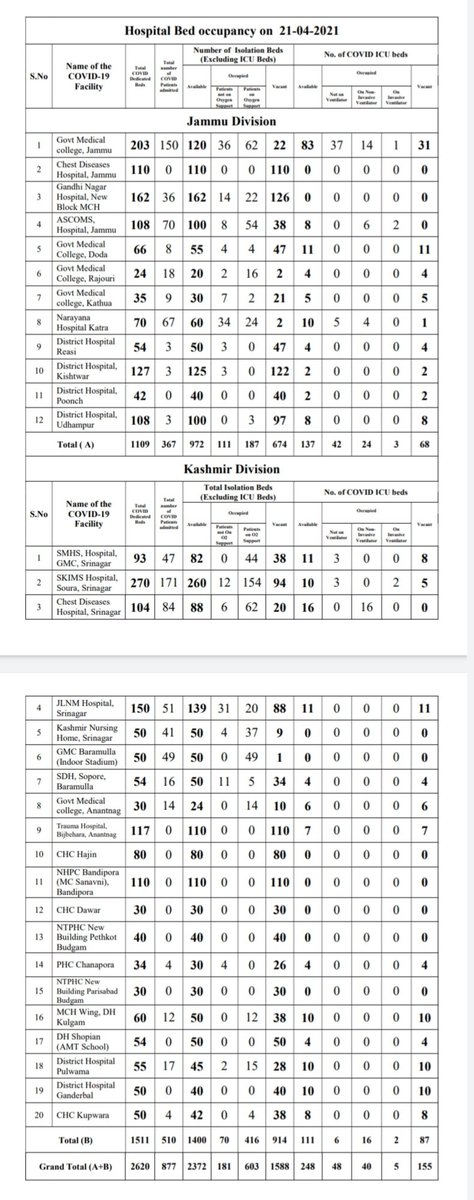 Hospital Bed occupancy on 21-04-2021
S.No Name of the COVID-19 Facility Total COVID Dedicated Beds Total number of COVID Patients admitted Number of Isolation Beds (Excluding ICU Beds) No. of COVID ICU beds
Available Occupied Vacant Available Occupied Vacant
Patients not on Oxygen Support Patients on Oxygen Support Not on Ventilator On Non-Invasive Ventilator On Invasive Ventilator
Jammu Division
1 Govt Medical college, Jammu 203 150 120 36 62 22 83 37 14 1 31
2 Chest Diseases Hospital, Jammu 110 0 110 0 0 110 0 0 0 0 0
3 Gandhi Nagar Hospital, New Block MCH 162 36 162 14 22 126 0 0 0 0 0
4 ASCOMS, Hospital, Jammu 108 70 100 8 54 38 8 0 6 2 0
5 Govt Medical College, Doda 66 8 55 4 4 47 11 0 0 0 11
6 Govt Medical College, Rajouri 24 18 20 2 16 2 4 0 0 0 4
7 Govt Medical college, Kathua 35 9 30 7 2 21 5 0 0 0 5
8 Narayana Hospital Katra 70 67 60 34 24 2 10 5 4 0 1
9 District Hospital Reasi 54 3 50 3 0 47 4 0 0 0 4
10 District Hospital, Kishtwar 127 3 125 3 0 122 2 0 0 0 2
11 District Hospital, Poonch 42 0 40 0 0 40 2 0 0 0 2
12 District Hospital, Udhampur 108 3 100 0 3 97 8 0 0 0 8
Total ( A) 1109 367 972 111 187 674 137 42 24 3 68
Kashmir Division
S.No Name of the COVID-19 Facility Total COVID Dedicated Beds Total number of COVID Patients admitted Total Isolation Beds (Excluding ICU Beds) No. of COVID ICU beds
Available Occupied Vacant Available Occupied Vacant
Patients not On O2 Support Patients on O2 Support Not on Ventilator On Non-Invasive Ventilator On Invasive Ventilator
1 SMHS, Hospital, GMC, Srinagar 93 47 82 0 44 38 11 3 0 0 8
2 SKIMS Hospital, Soura, Srinagar 270 171 260 12 154 94 10 3 0 2 5
3 Chest Diseases Hospital, Srinagar 104 84 88 6 62 20 16 0 16 0 0
4 JLNM Hospital, Srinagar 150 51 139 31 20 88 11 0 0 0 11
5 Kashmir Nursing Home, Srinagar 50 41 50 4 37 9 0 0 0 0 0
6 GMC Baramulla (Indoor Stadium) 50 49 50 0 49 1 0 0 0 0 0
7 SDH, Sopore, Baramulla 54 16 50 11 5 34 4 0 0 0 4
8 Govt Medical college, Anantnag 30 14 24 0 14 10 6 0 0 0 6
9 Trauma Hospital, Bijbehara, Anantnag 117 0 110 0 0 110 7 0 0 0 7
10 CHC Hajin 80 0 80 0 0 80 0 0 0 0 0
11 NHPC Bandipora (MC Sanavni), Bandipora 110 0 110 0 0 110 0 0 0 0 0
12 CHC Dawar 30 0 30 0 0 30 0 0 0 0 0
13 NTPHC New Building Pethkot Budgam 40 0 40 0 0 40 0 0 0 0 0
14 PHC Chanapora 34 4 30 4 0 26 4 0 0 0 4
15 NTPHC New Building Parisabad Budgam 30 0 30 0 0 30 0 0 0 0 0
16 MCH Wing, DH Kulgam 60 12 50 0 12 38 10 0 0 0 10
17 DH Shopian (AMT School) 54 0 50 0 0 50 4 0 0 0 4
18 District Hospital Pulwama 55 17 45 2 15 28 10 0 0 0 10
19 District Hospital Ganderbal 50 0 40 0 0 40 10 0 0 0 10
20 CHC Kupwara 50 4 42 0 4 38 8 0 0 0 8
Total (B) 1511 510 1400 70 416 914 111 6 16 2 87
Grand Total (A+B) 2620 877 2372 181 603 1588 248 48 40 5 155